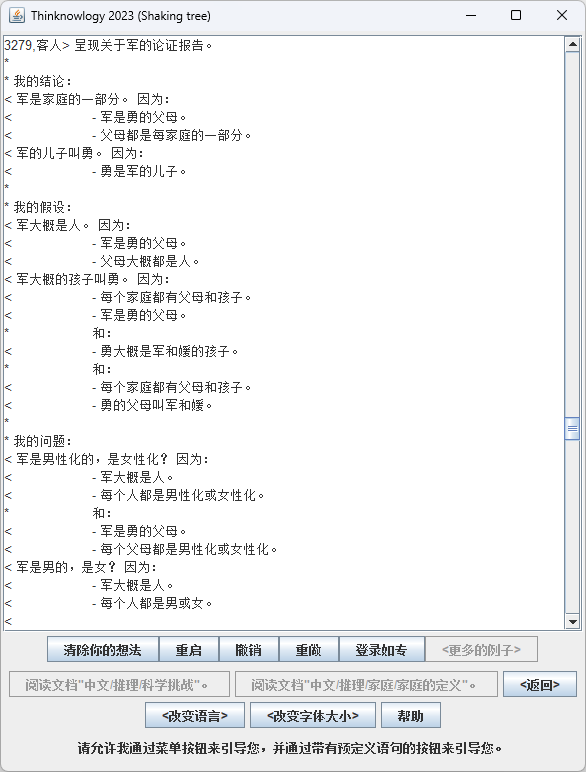 Thinknowlogy 2023 (Shaking tree)
3279,客人> 呈现关于军的论证报告。
*
* 我的结论:
< 军是家庭的一部分。 因为:
< - 军是勇的父母。
< - 父母都是每家庭的一部分。
< 军的儿子叫勇。 因为:
< - 勇是军的儿子。
*
* 我的假设:
< 军大概是人。 因为:
< - 军是勇的父母。
< - 父母大概都是人。
< 军大概的孩子叫勇。 因为:
< - 每个家庭都有父母和孩子。
< - 军是勇的父母。
* 和:
< - 勇大概是军和媛的孩子。
* 和:
< - 每个家庭都有父母和孩子。
< - 勇的父母叫军和媛。
*
* 我的问题:
< 军是男性化的，是女性化? 因为:
< - 军大概是人。
< - 每个人都是男性化或女性化。
* 和:
< - 军是勇的父母。
< - 每个父母都是男性化或女性化。
< 军是男的，是女? 因为:
< - 军大概是人。
< - 每个人都是男或女。
<
清除你的想法 重启 撤销 重做 登录如专 <更多的例子>
阅读文档"中文/推理/科学挑战"。 阅读文档"中文/推理/家庭/家庭的定义"。 <返回>
<改变语言> <改变字体大小> 帮助
请允许我通过菜单按钮来引导您，并通过带有预定义语句的按钮来引导您。